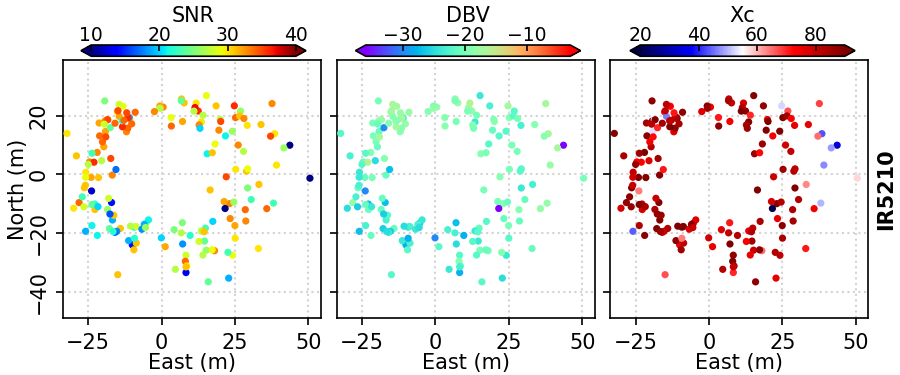 SNR DBV Xc
10 20 30 40 −30 −20 −10 20 40 60 80
North (m)
20
0
−20
−40
−25 0 25 50 −25 0 25 50 −25 0 25 50
East (m) East (m) East (m)
IR5210